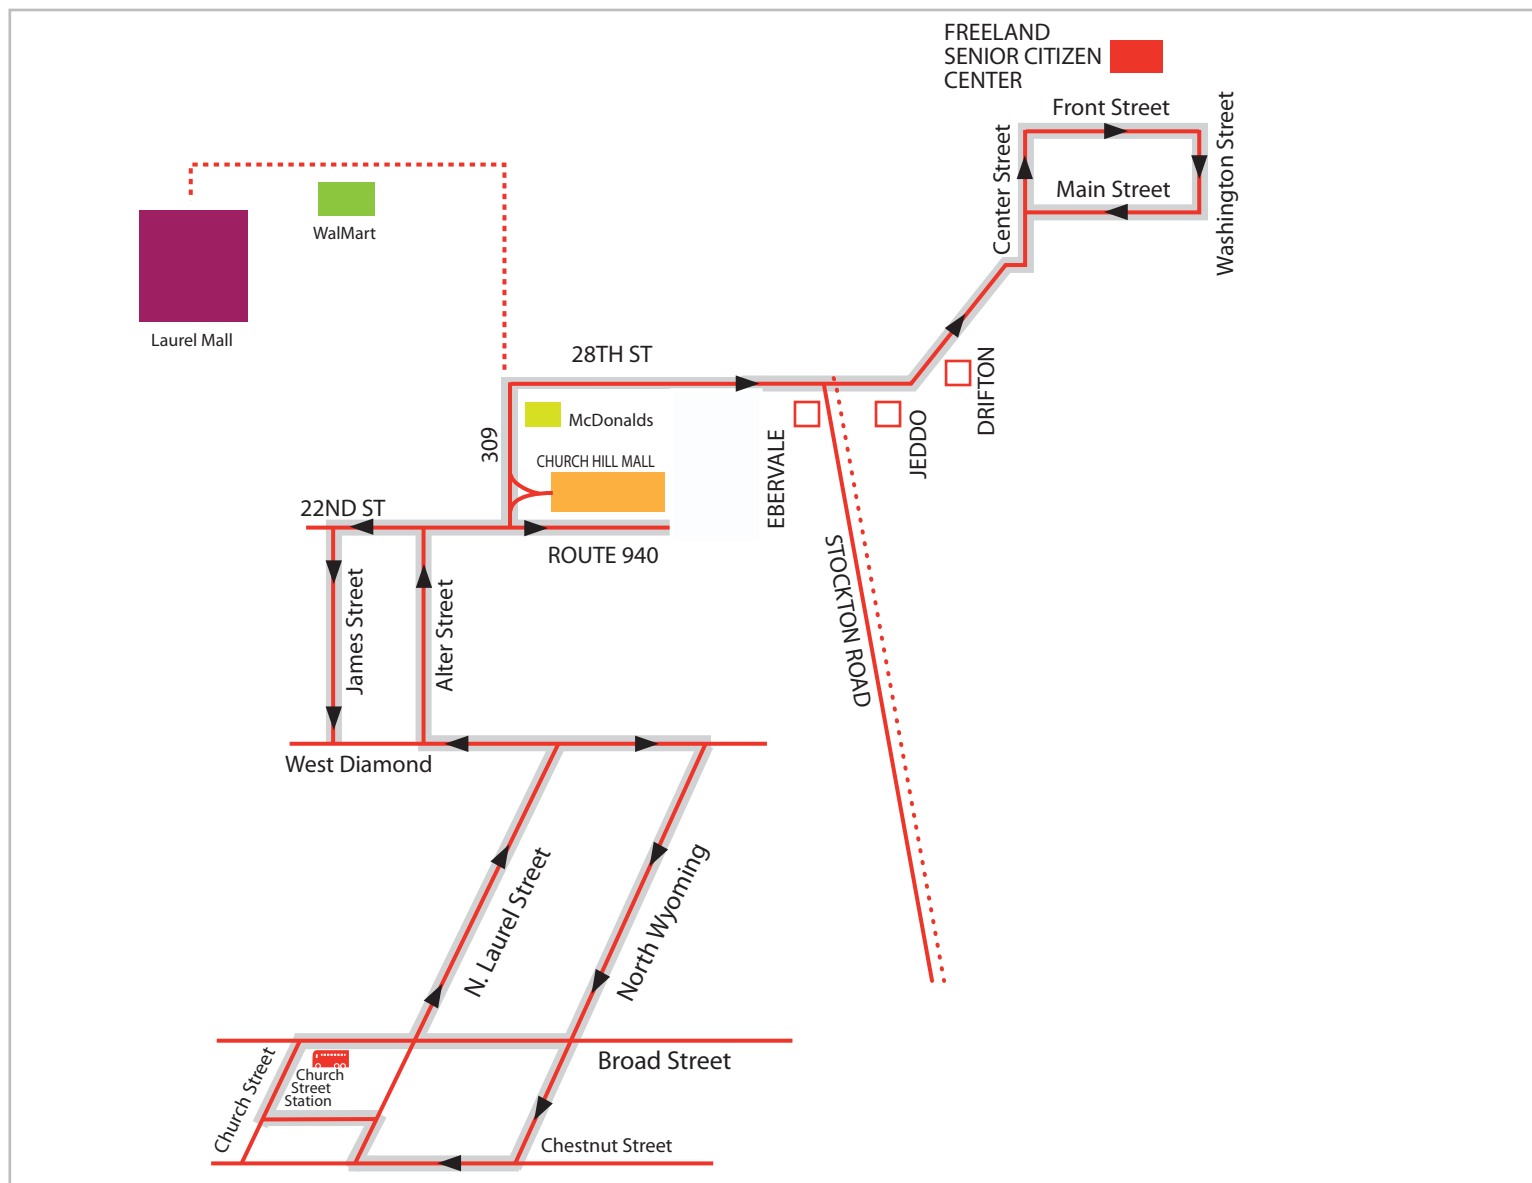 FREELAND
SENIOR CITIZEN
CENTER
Front Street
Washington Street
Center Street
Main Street
WalMart
Laurel Mall
28TH ST
DRIFTON
McDonalds
JEDDO
309
EBERVALE
CHURCH HILL MALL
22ND ST
ROUTE 940
STOCKTON ROAD
James Street
Alter Street
West Diamond
N. Laurel Street
North Wyoming
Broad Street
Church Street
Church
Street
Station
Chestnut Street